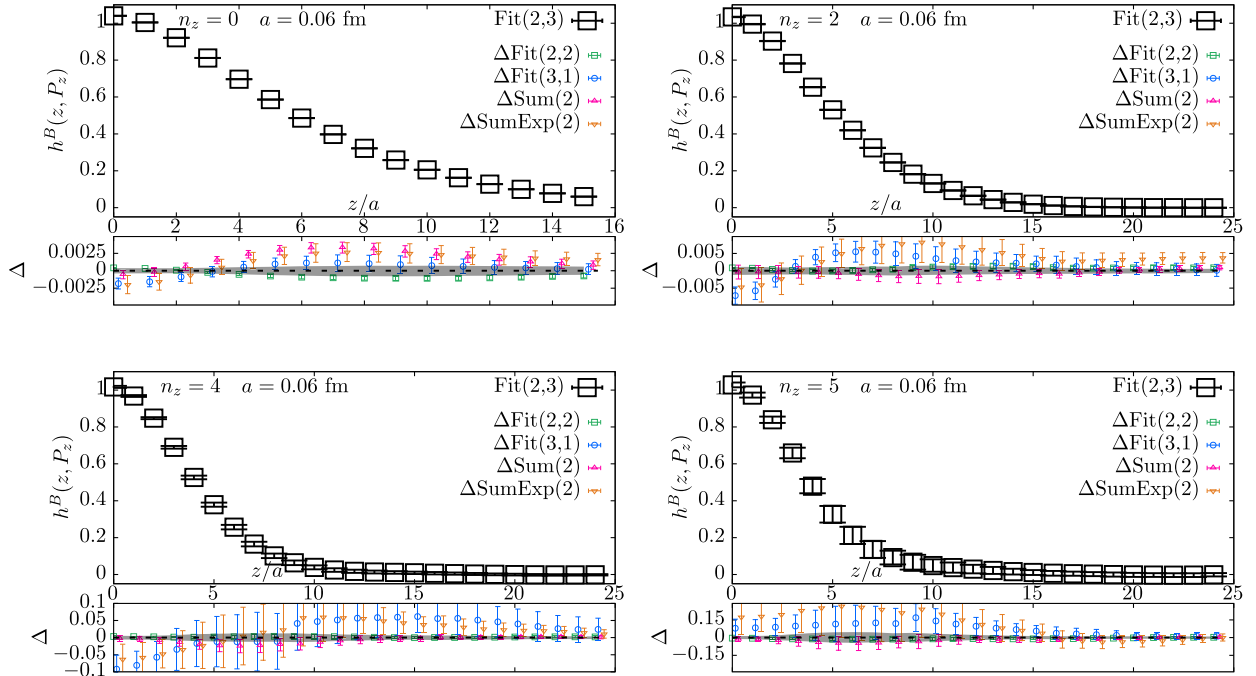 n_z = 0 a = 0.06 fm
Fit(2,3)
ΔFit(2,2)
ΔFit(3,1)
ΔSum(2)
ΔSumExp(2)
h^B(z, P_z)
1
0.8
0.6
0.4
0.2
0
0 2 4 6 8 10 12 14 16
z/a
Δ
0.0025
0
−0.0025
n_z = 2 a = 0.06 fm
Fit(2,3)
ΔFit(2,2)
ΔFit(3,1)
ΔSum(2)
ΔSumExp(2)
h^B(z, P_z)
1
0.8
0.6
0.4
0.2
0
0 5 10 15 20 25
z/a
Δ
0.005
0
−0.005
n_z = 4 a = 0.06 fm
Fit(2,3)
ΔFit(2,2)
ΔFit(3,1)
ΔSum(2)
ΔSumExp(2)
h^B(z, P_z)
1
0.8
0.6
0.4
0.2
0
0 5 10 15 20 25
z/a
Δ
0.1
0.05
0
−0.05
−0.1
n_z = 5 a = 0.06 fm
Fit(2,3)
ΔFit(2,2)
ΔFit(3,1)
ΔSum(2)
ΔSumExp(2)
h^B(z, P_z)
1
0.8
0.6
0.4
0.2
0
0 5 10 15 20 25
z/a
Δ
0.15
0
−0.15